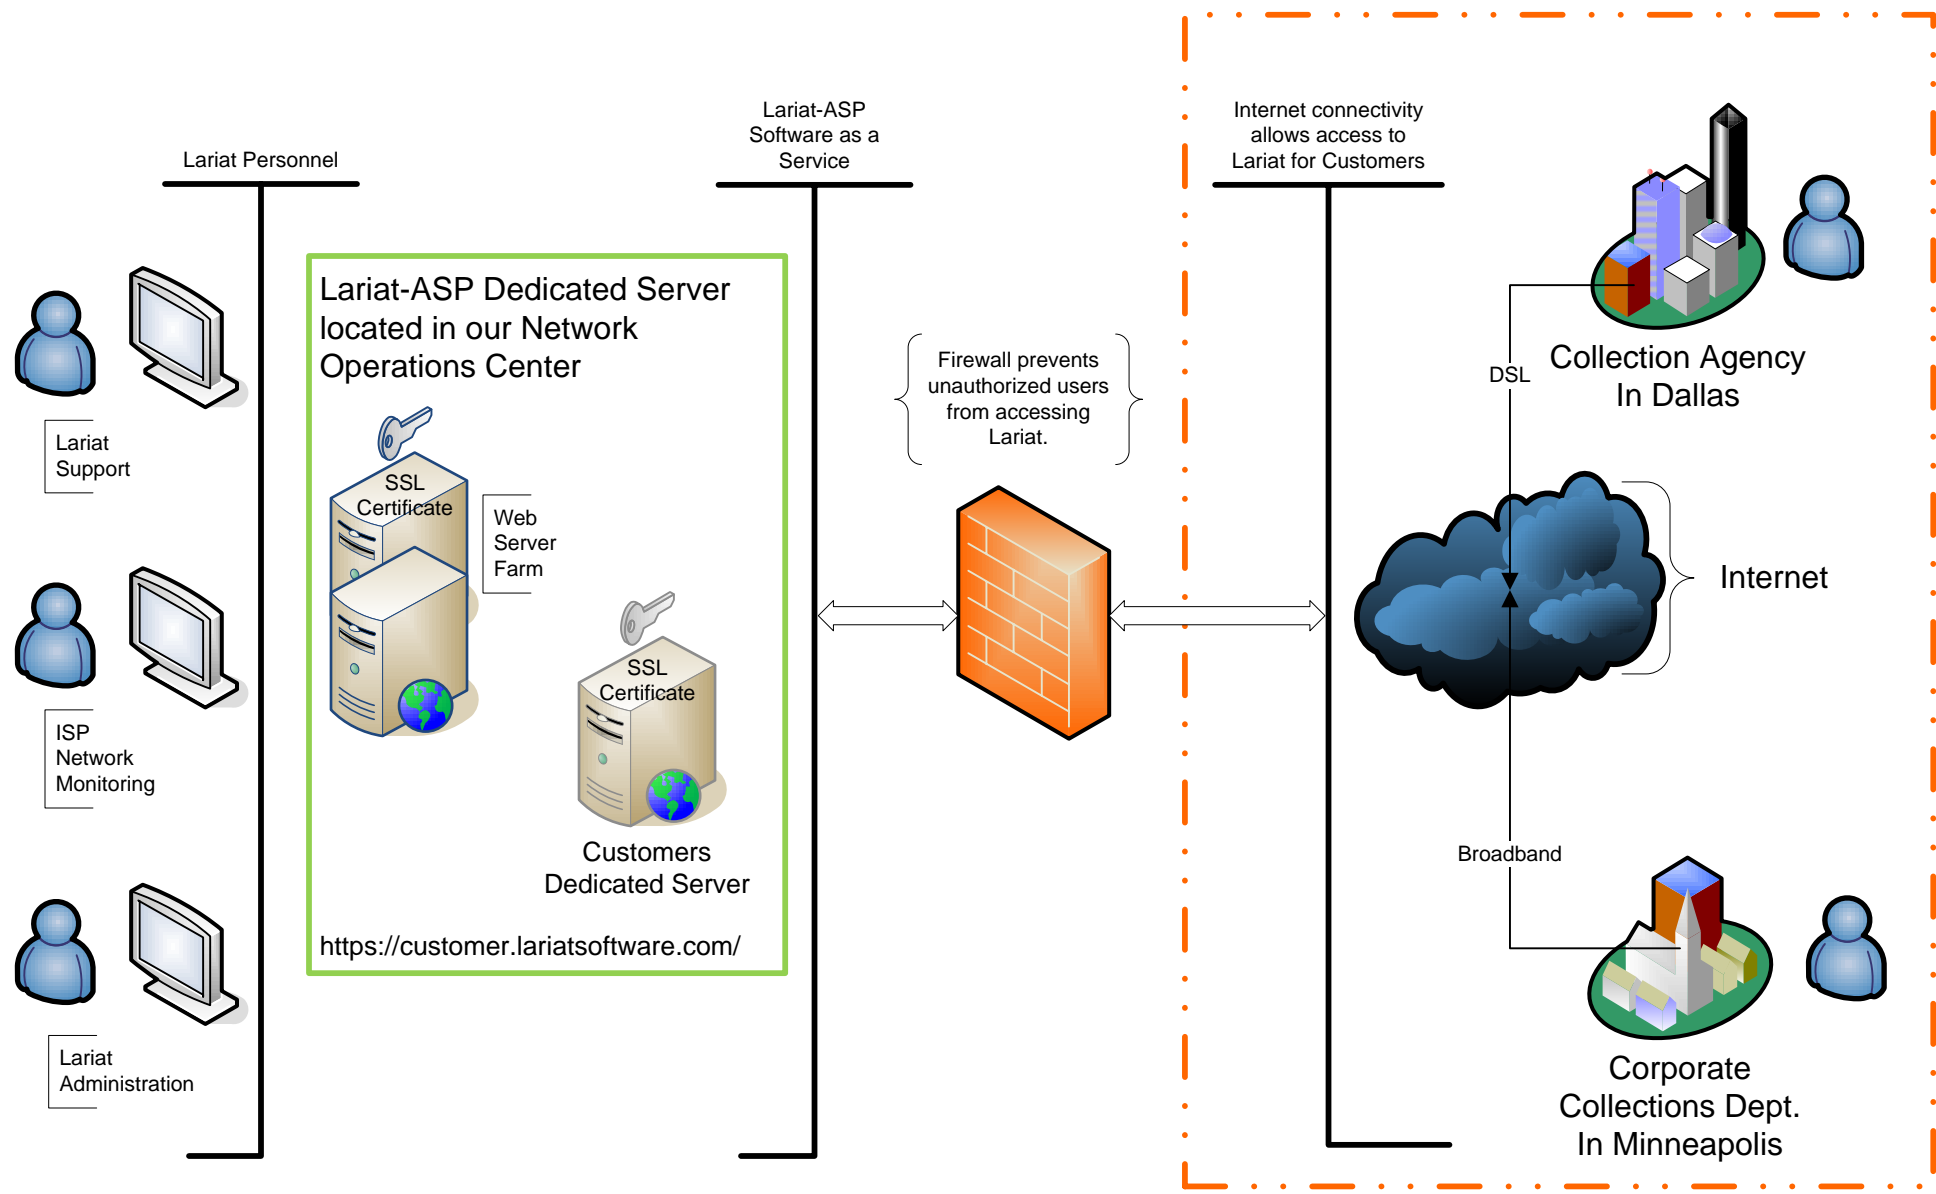 Lariat Personnel
Lariat-ASP
Software as a
Service
Internet connectivity
allows access to
Lariat for Customers
Lariat
Support
ISP
Network
Monitoring
Lariat
Administration
Lariat-ASP Dedicated Server
located in our Network
Operations Center
SSL
Certificate
Web
Server
Farm
SSL
Certificate
Customers
Dedicated Server
https://customer.lariatsoftware.com/
Firewall prevents
unauthorized users
from accessing
Lariat.
DSL
Collection Agency
In Dallas
Internet
Broadband
Corporate
Collections Dept.
In Minneapolis